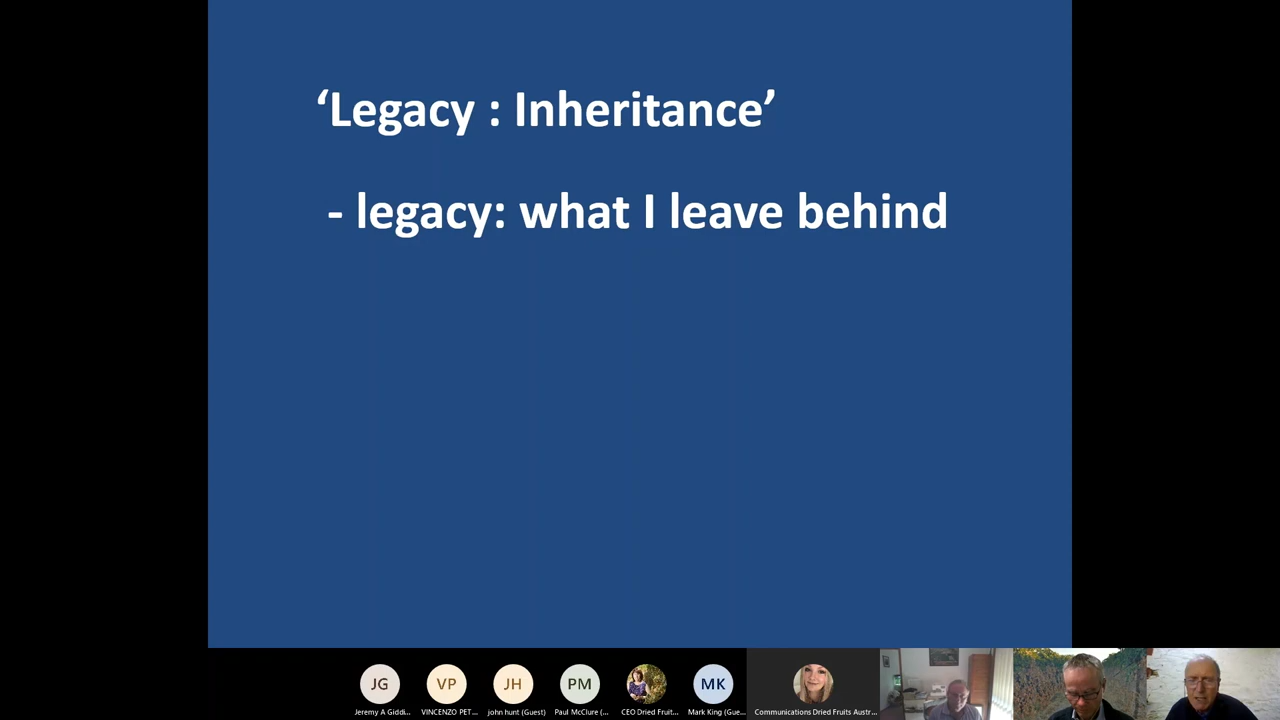 ‘Legacy : Inheritance’
- legacy: what I leave behind
JG
VP
JH
PM
MK
Jeremy A Giddi...
VINCENZO PET...
john hunt (Guest)
Paul McClure (...
CEO Dried Fruit...
Mark King (Gue...
Communications Dried Fruits Austr...